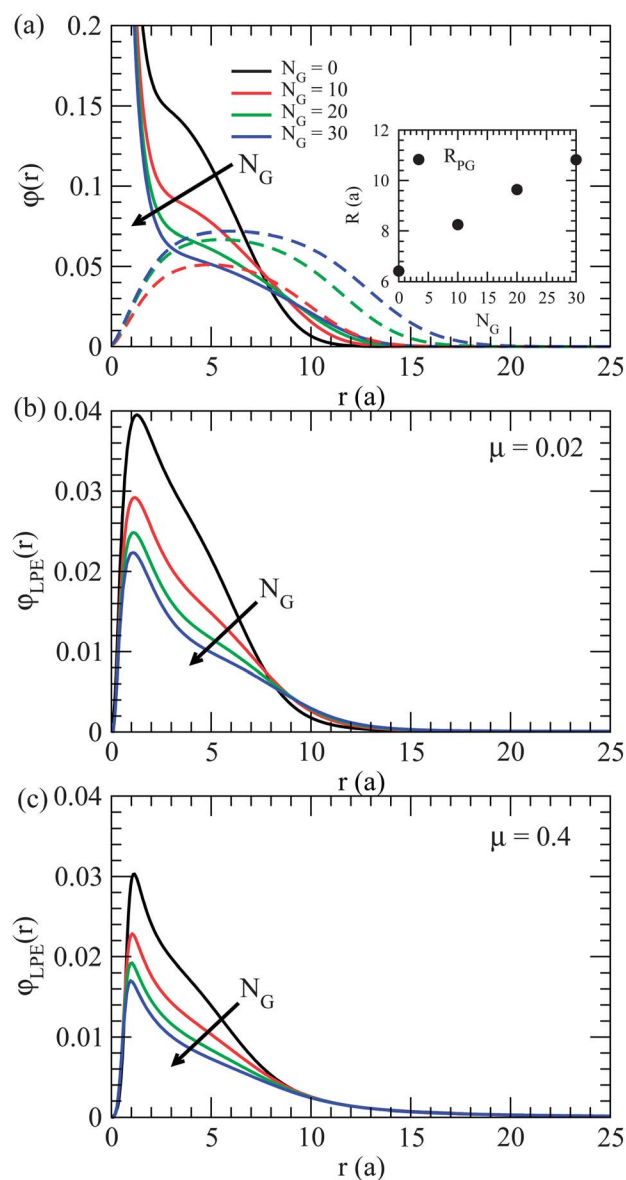 (a)
0.2
0.15
0.1
0.05
0
φ(r)
N_G = 0
N_G = 10
N_G = 20
N_G = 30
N_G
12
10
8
6
R (a)
R_PG
0 5 10 15 20 25 30
N_G
0 5 10 15 20 25
r (a)
(b)
0.04
0.03
0.02
0.01
0
φ_LPE(r)
μ = 0.02
N_G
0 5 10 15 20 25
r (a)
(c)
0.04
0.03
0.02
0.01
0
φ_LPE(r)
μ = 0.4
N_G
0 5 10 15 20 25
r (a)